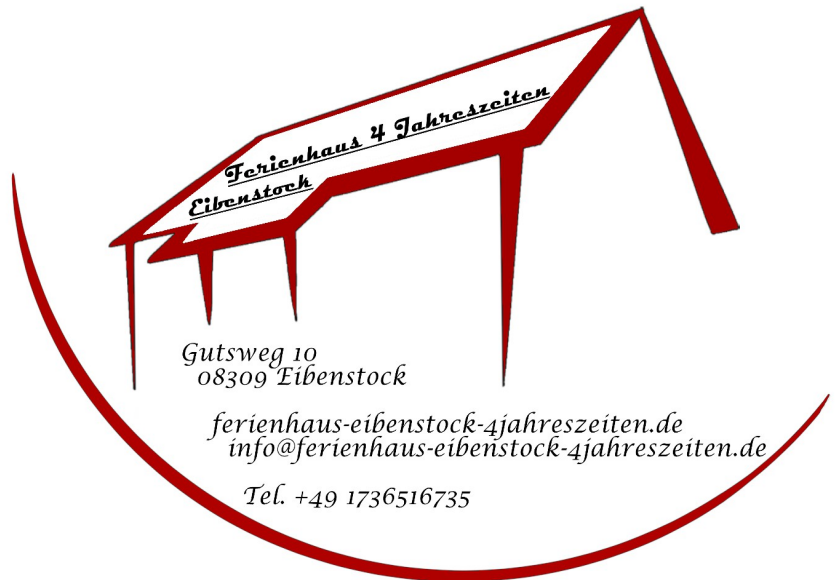 Ferienhaus 4 Jahreszeiten
Eibenstock
Gutsweg 10
08309 Eibenstock
ferienhaus-eibenstock-4jahreszeiten.de
info@ferienhaus-eibenstock-4jahreszeiten.de
Tel. +49 1736516735